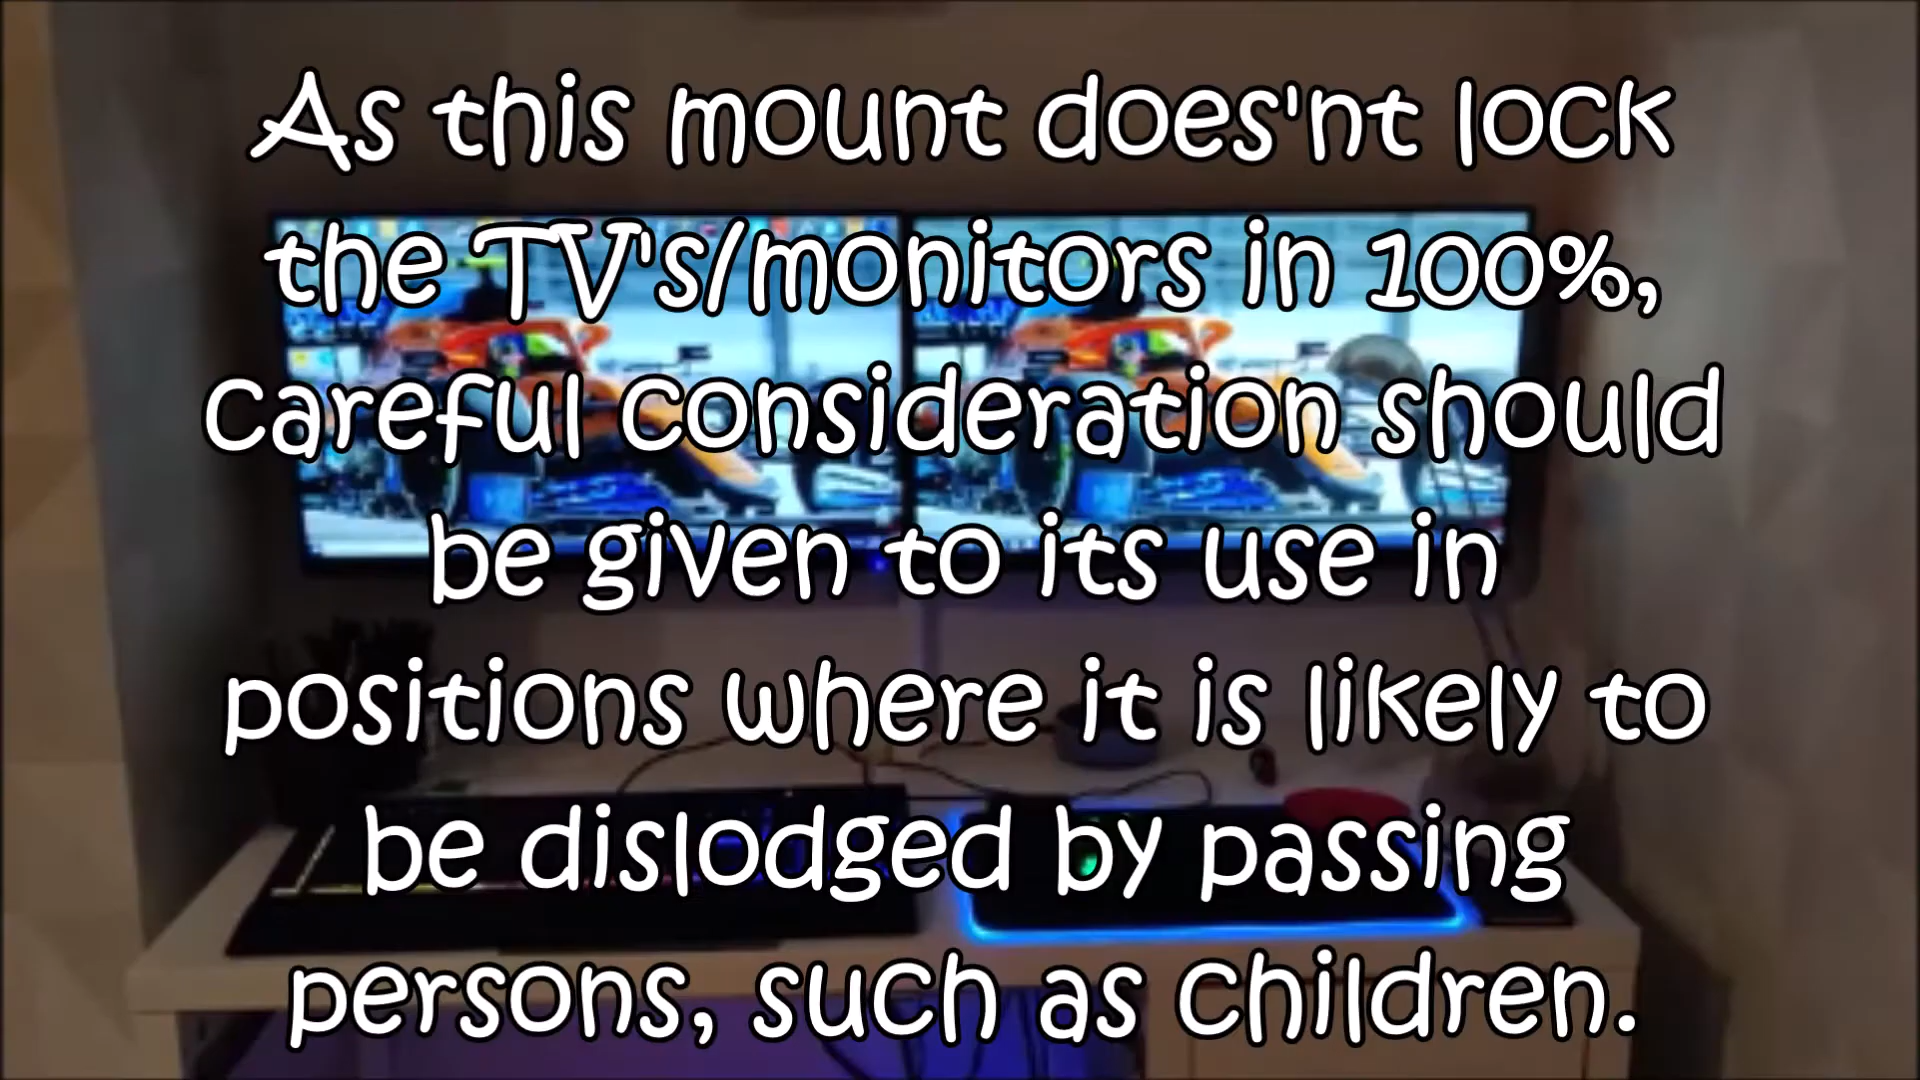 As this mount does'nt lock
the TV's/monitors in 100%,
careful consideration should
be given to its use in
positions where it is likely to
be dislodged by passing
persons, such as children.